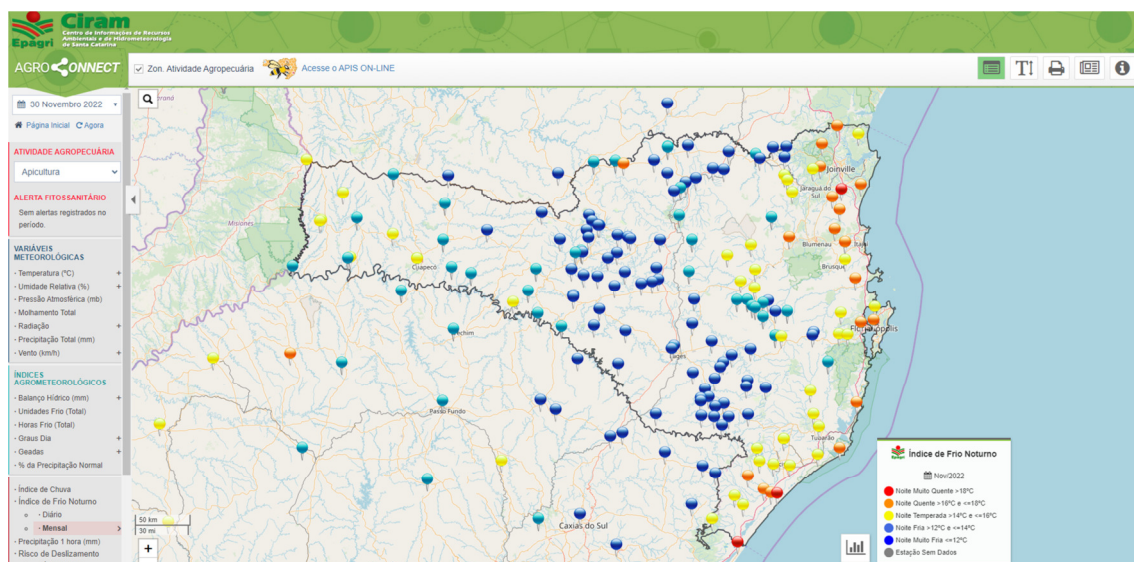 Ciram
Centro de Informações de Recursos
Ambientais e de Hidrometeorologia
de Santa Catarina
Epagri
AGROCONNECT
Zon. Atividade Agropecuária
Acesse o APIS ON-LINE
30 Novembro 2022
Página Inicial Agora
ATIVIDADE AGROPECUÁRIA
Apicultura
ALERTA FITOSSANITÁRIO
Sem alertas registrados no
período.
VARIÁVEIS
METEOROLÓGICAS
- Temperatura (ºC) +
- Umidade Relativa (%) +
- Pressão Atmosférica (mb)
- Molhamento Total
- Radiação +
- Precipitação Total (mm)
- Vento (km/h) +
ÍNDICES
AGROMETEOROLÓGICOS
- Balanço Hídrico (mm) +
- Unidades Frio (Total)
- Horas Frio (Total)
- Graus Dia +
- Geadas +
- % da Precipitação Normal
- Índice de Chuva
- Índice de Frio Noturno
o - Diário
o - Mensal >
- Precipitação 1 hora (mm)
- Risco de Deslizamento
Misiones
Joinville
Jaraguá do
Sul
Blumenau
Itajaí
Brusque
Chapecó
Florianópolis
Erechim
Lages
Passo Fundo
Tubarão
Caxias do Sul
50 km
30 mi
+
Epagri
Índice de Frio Noturno
Nov/2022
Noite Muito Quente >18ºC
Noite Quente >16ºC e <=18ºC
Noite Temperada >14ºC e <=16ºC
Noite Fria >12ºC e <=14ºC
Noite Muito Fria <=12ºC
Estação Sem Dados